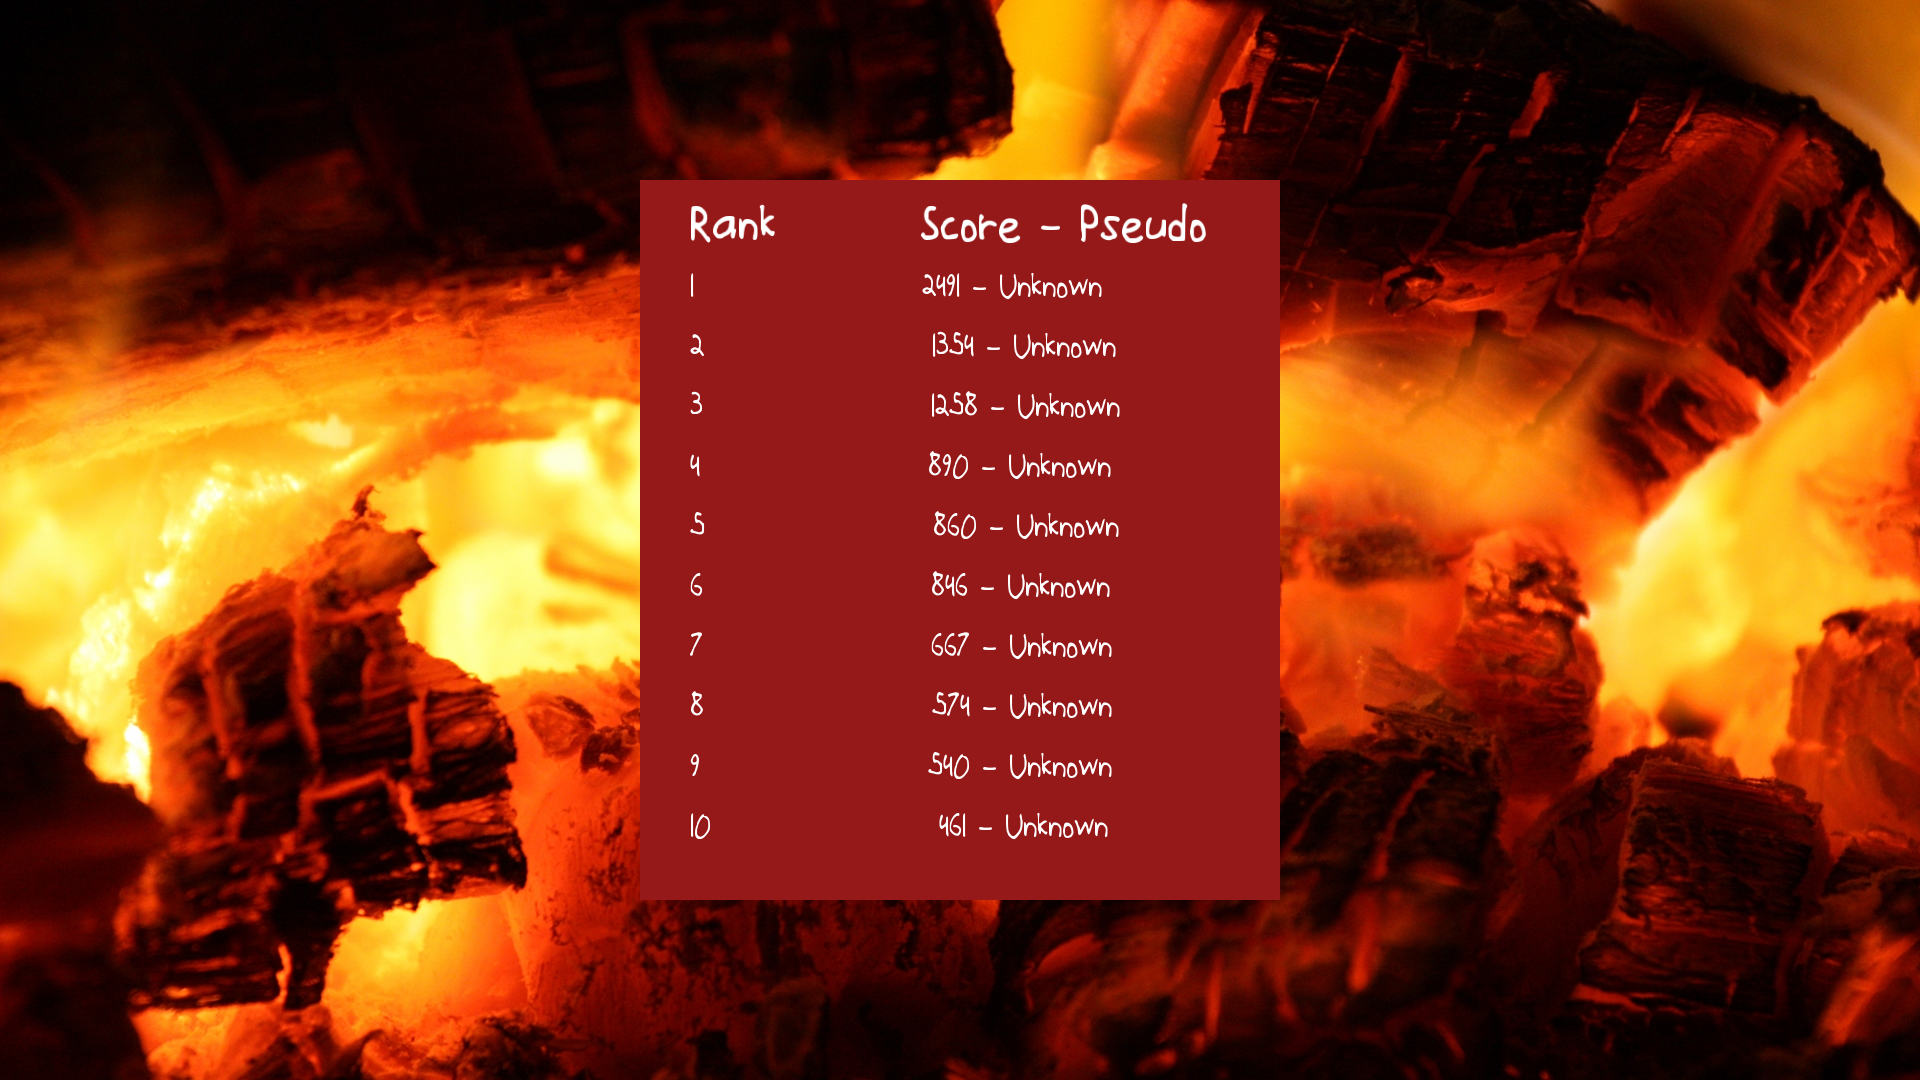 Rank Score - Pseudo
1 2491 - Unknown
2 1354 - Unknown
3 1258 - Unknown
4 890 - Unknown
5 860 - Unknown
6 846 - Unknown
7 667 - Unknown
8 574 - Unknown
9 540 - Unknown
10 461 - Unknown